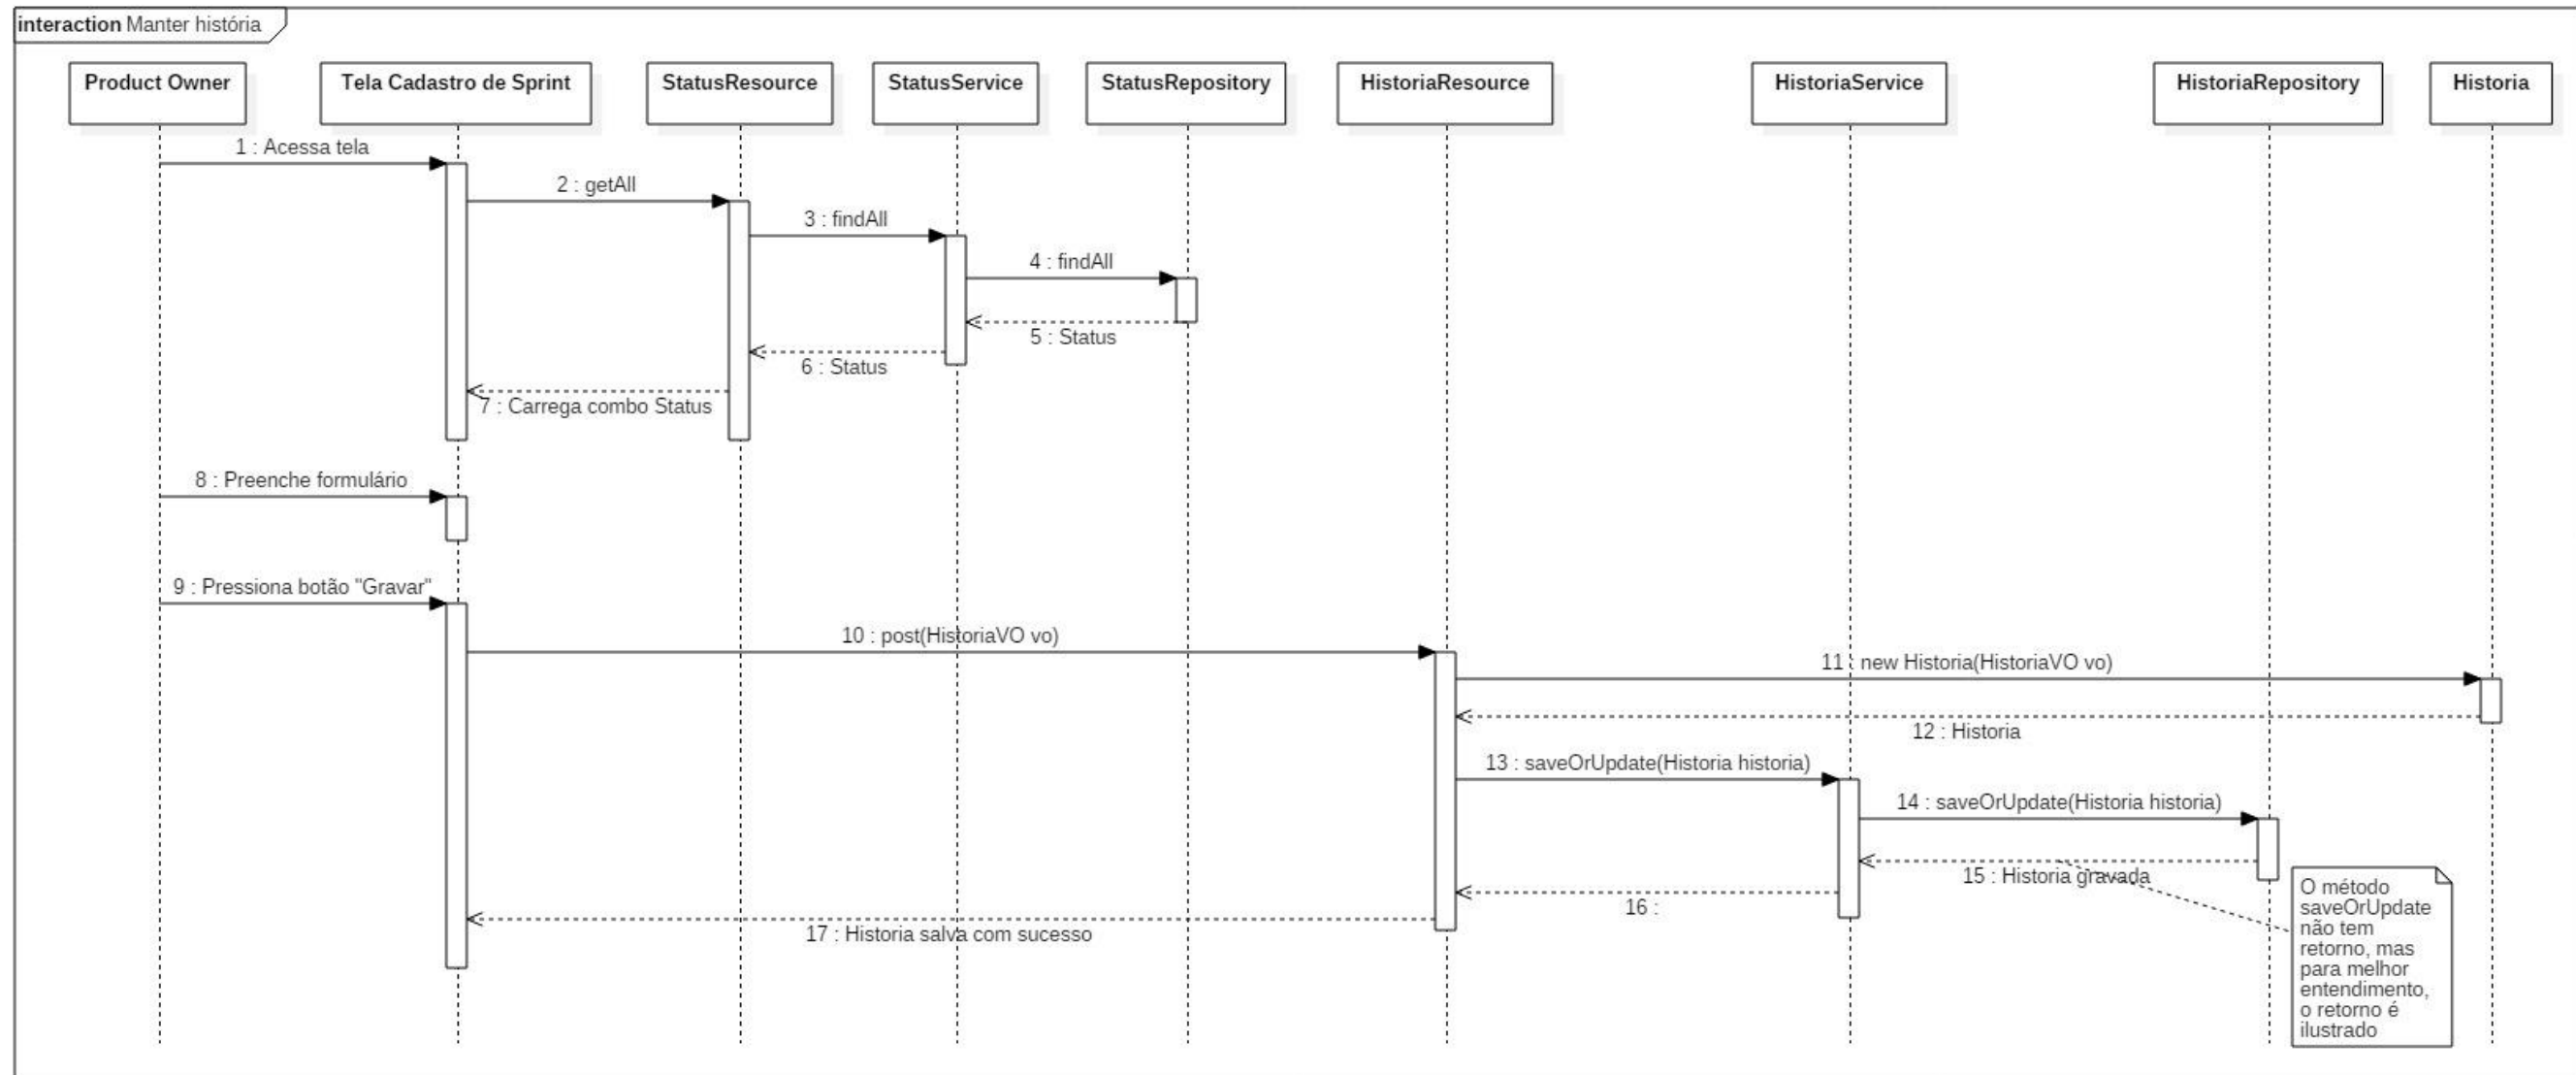 interaction Manter história
Product Owner
Tela Cadastro de Sprint
StatusResource
StatusService
StatusRepository
HistoriaResource
HistoriaService
HistoriaRepository
Historia
1 : Acessa tela
2 : getAll
3 : findAll
4 : findAll
5 : Status
6 : Status
7 : Carrega combo Status
8 : Preenche formulário
9 : Pressiona botão "Gravar"
10 : post(HistoriaVO vo)
11 : new Historia(HistoriaVO vo)
12 : Historia
13 : saveOrUpdate(Historia historia)
14 : saveOrUpdate(Historia historia)
15 : Historia gravada
16 :
17 : Historia salva com sucesso
O método
saveOrUpdate
não tem
retorno, mas
para melhor
entendimento,
o retorno é
ilustrado